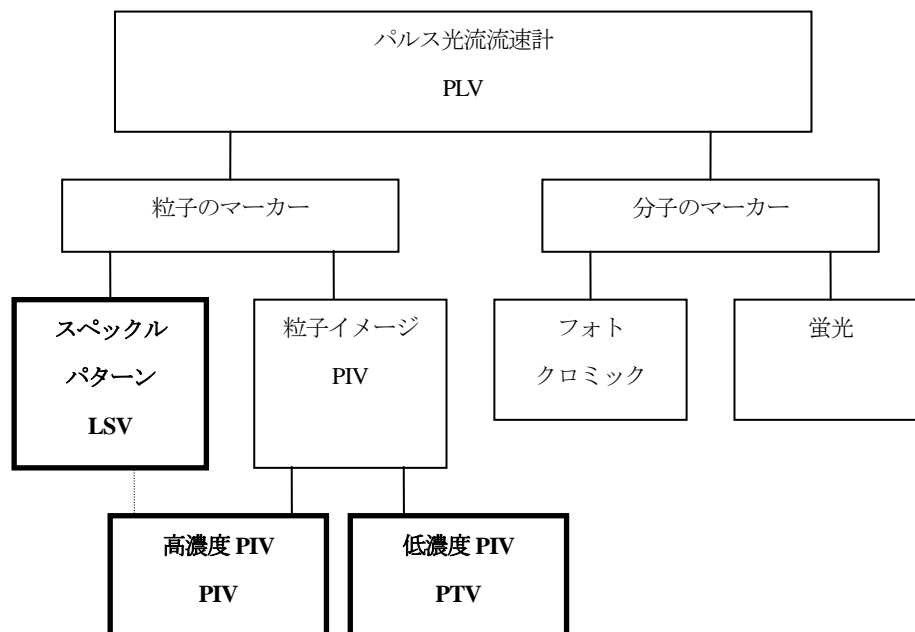 パルス光流流速計
PLV
粒子のマーカー
分子のマーカー
スペックル
パターン
LSV
粒子イメージ
PIV
フォト
クロミック
蛍光
高濃度 PIV
PIV
低濃度 PIV
PTV